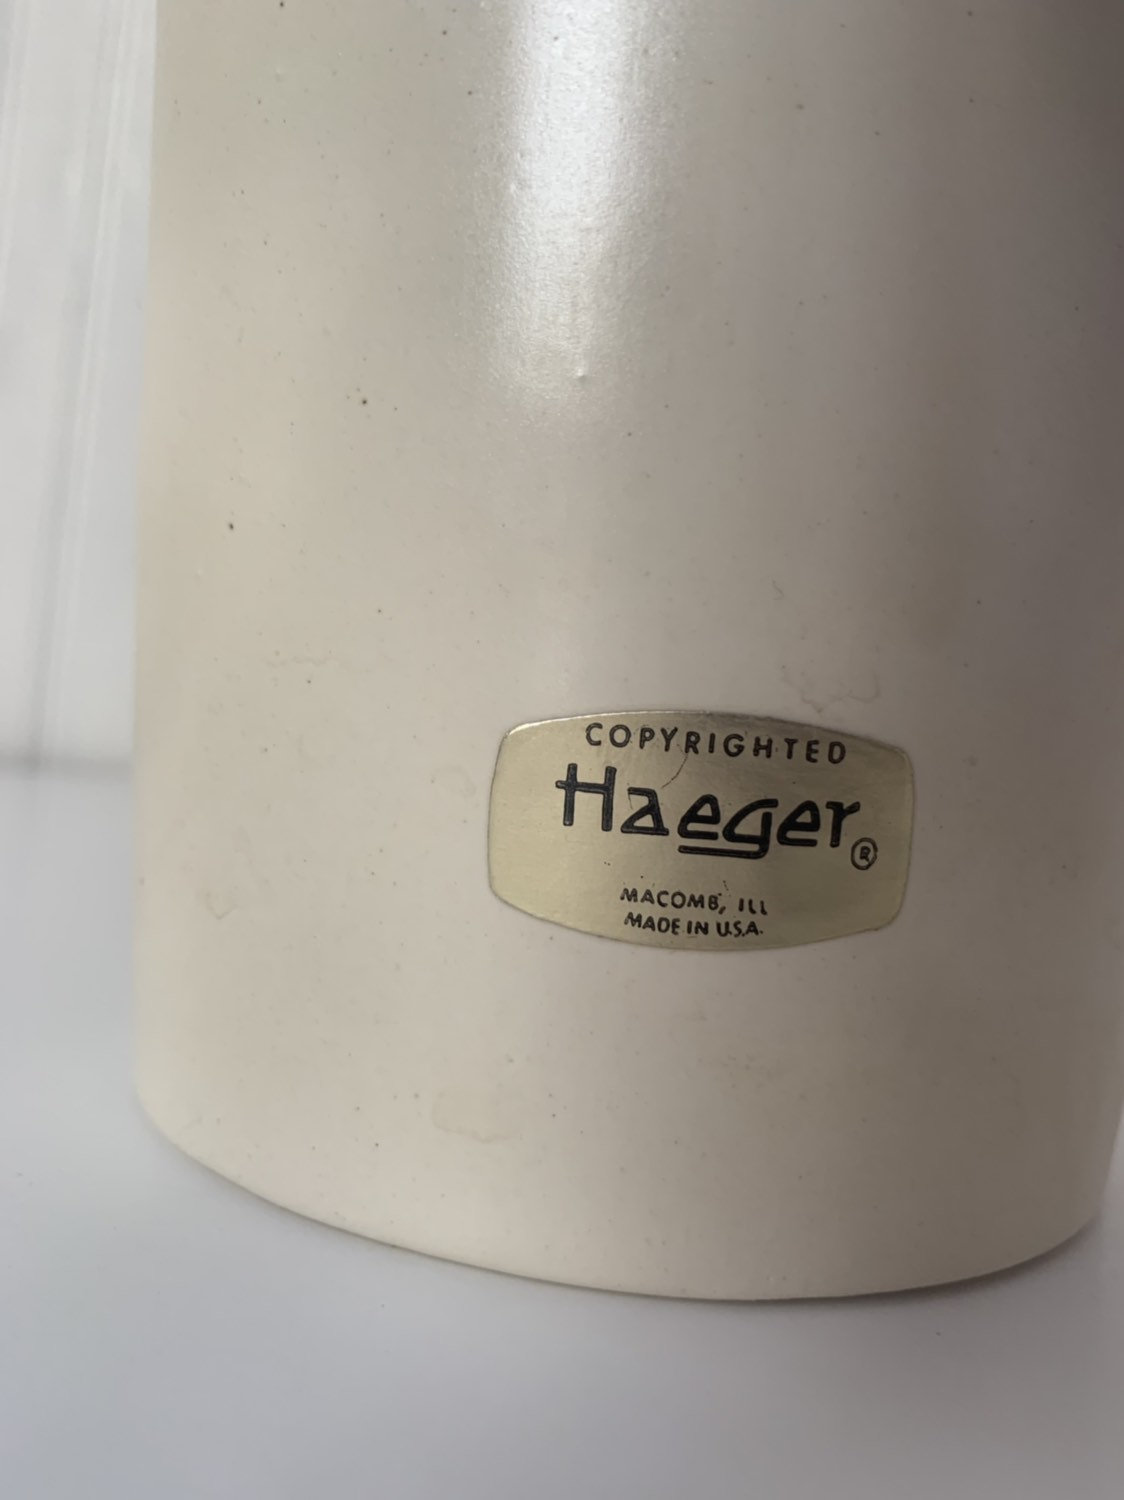 COPYRIGHTED
Haeger®
MACOMB, ILL
MADE IN U.S.A.